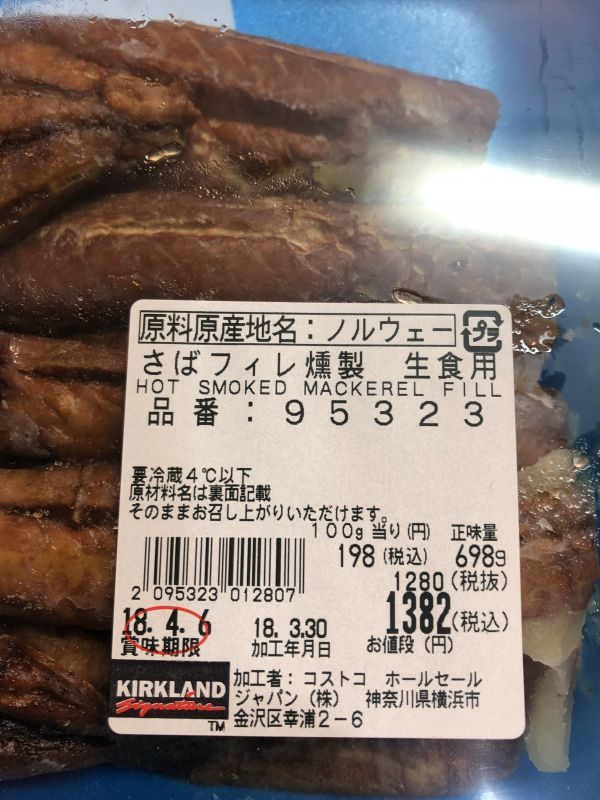 原料原産地名：ノルウェー
プラ
さばフィレ燻製 生食用
HOT SMOKED MACKEREL FILL
品番：95323
要冷蔵4℃以下
原材料名は裏面記載
そのままお召し上がりいただけます。
100g当り(円) 正味量
198(税込) 698g
1280(税抜)
1382(税込)
お値段(円)
2 095323 012807
18.4.6 18.3.30
賞味期限 加工年月日
KIRKLAND
Signature
TM
加工者：コストコ ホールセール
ジャパン(株) 神奈川県横浜市
金沢区幸浦2-6